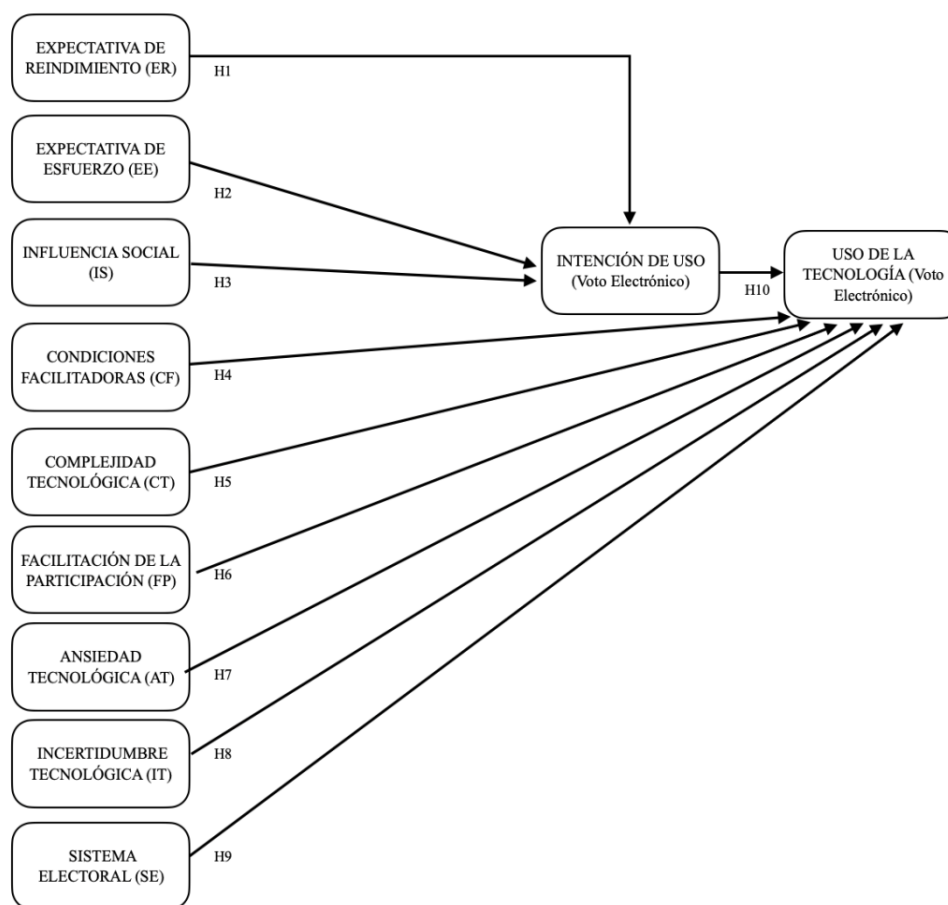 EXPECTATIVA DE
REINDIMIENTO (ER)
H1
EXPECTATIVA DE
ESFUERZO (EE)
H2
INFLUENCIA SOCIAL
(IS)
H3
INTENCIÓN DE USO
(Voto Electrónico)
H10
USO DE LA
TECNOLOGÍA (Voto
Electrónico)
CONDICIONES
FACILITADORAS (CF)
H4
COMPLEJIDAD
TECNOLÓGICA (CT)
H5
FACILITACIÓN DE LA
PARTICIPACIÓN (FP)
H6
ANSIEDAD
TECNOLÓGICA (AT)
H7
INCERTIDUMBRE
TECNOLÓGICA (IT)
H8
SISTEMA
ELECTORAL (SE)
H9